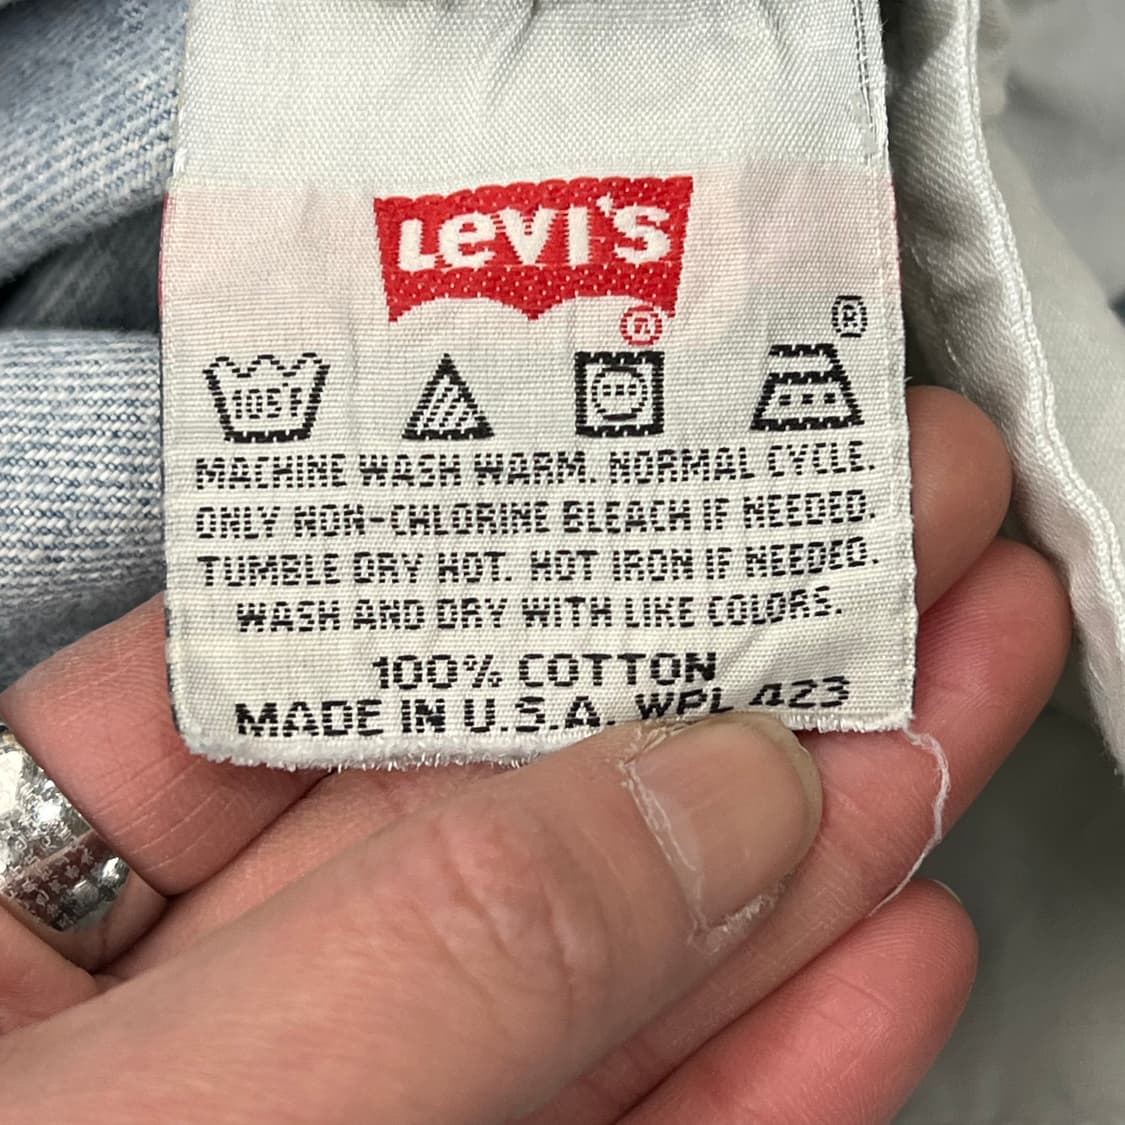 LEVI'S
®
®
105F
MACHINE WASH WARM. NORMAL CYCLE.
ONLY NON-CHLORINE BLEACH IF NEEDED.
TUMBLE DRY HOT. HOT IRON IF NEEDED.
WASH AND DRY WITH LIKE COLORS.
100% COTTON
MADE IN U.S.A. WPL 423